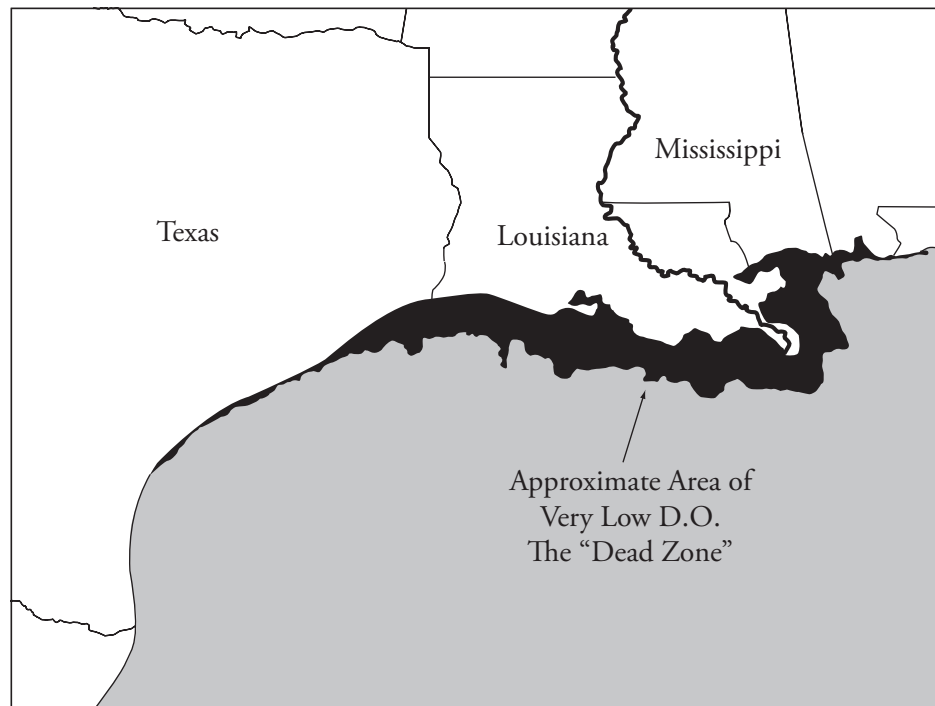 Mississippi
Texas
Louisiana
Approximate Area of
Very Low D.O.
The “Dead Zone”